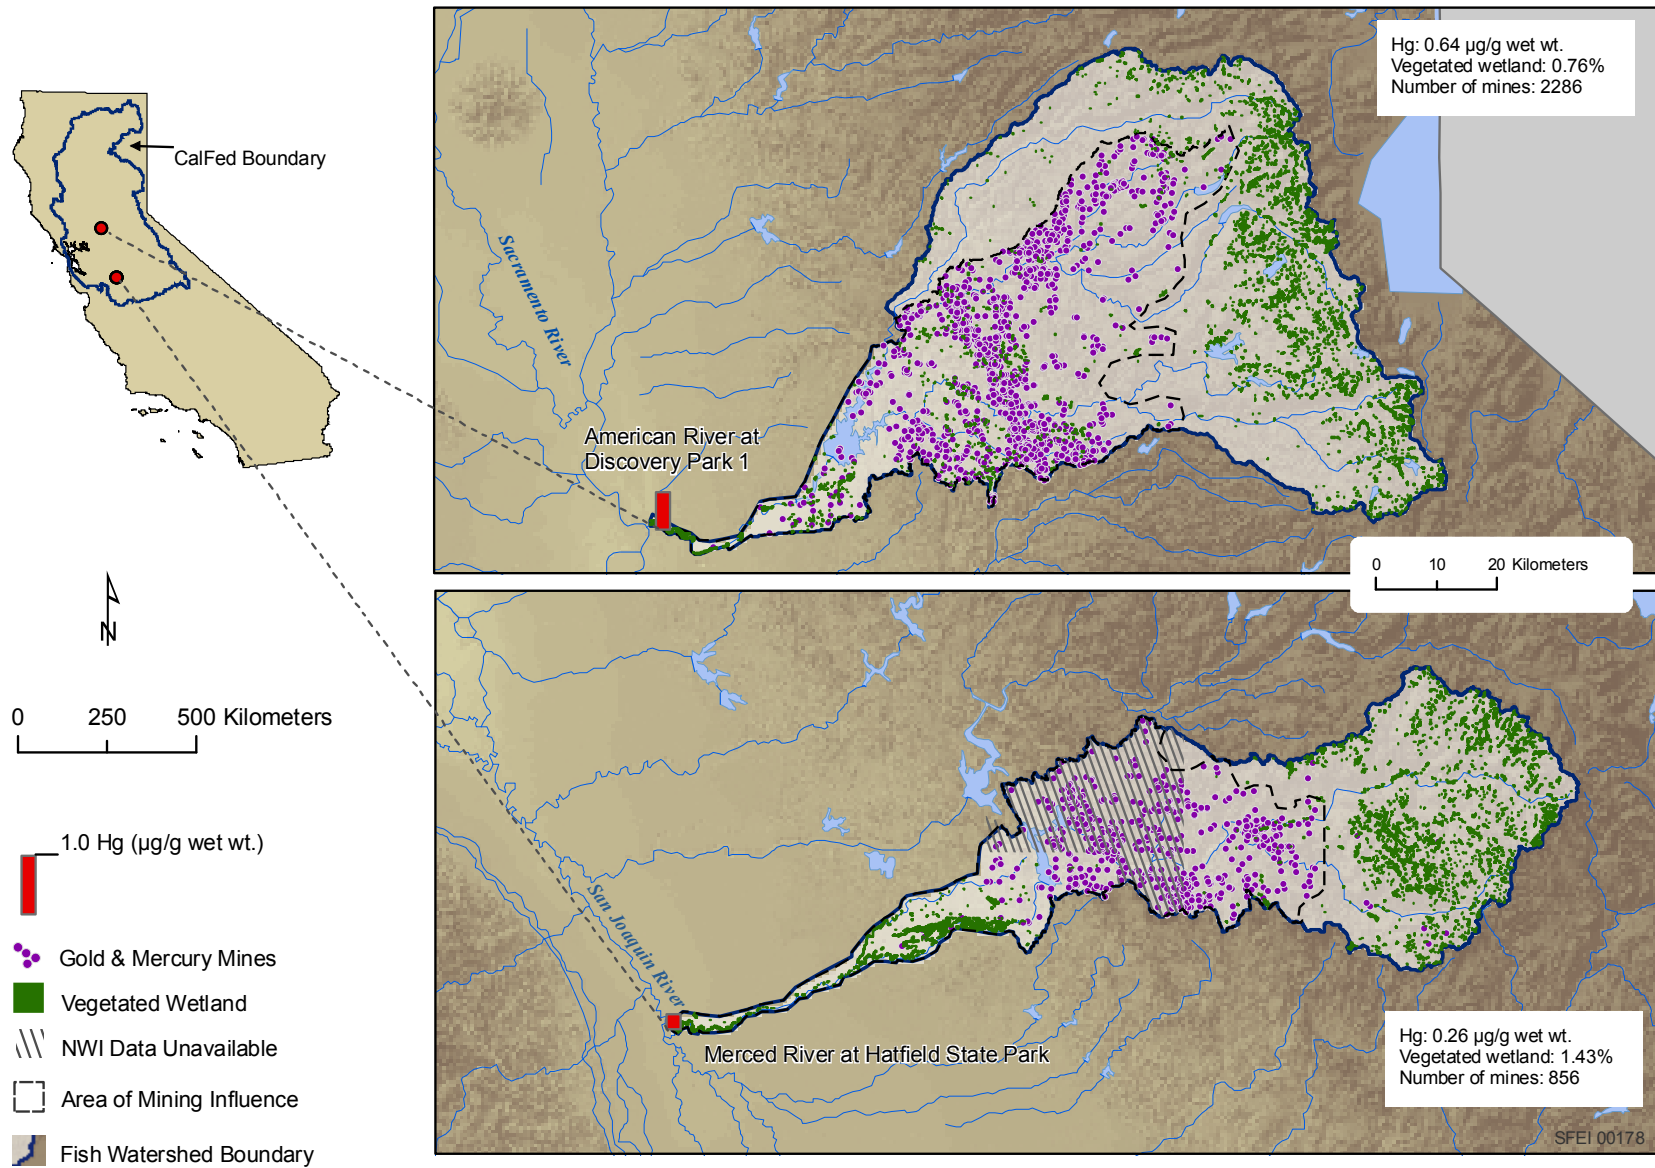 Hg: 0.64 µg/g wet wt.
Vegetated wetland: 0.76%
Number of mines: 2286
CalFed Boundary
Sacramento River
American River at
Discovery Park 1
0 10 20 Kilometers
N
0 250 500 Kilometers
1.0 Hg (µg/g wet wt.)
San Joaquin River
Gold & Mercury Mines
Vegetated Wetland
NWI Data Unavailable
Area of Mining Influence
Fish Watershed Boundary
Merced River at Hatfield State Park
Hg: 0.26 µg/g wet wt.
Vegetated wetland: 1.43%
Number of mines: 856
SFEI 00178